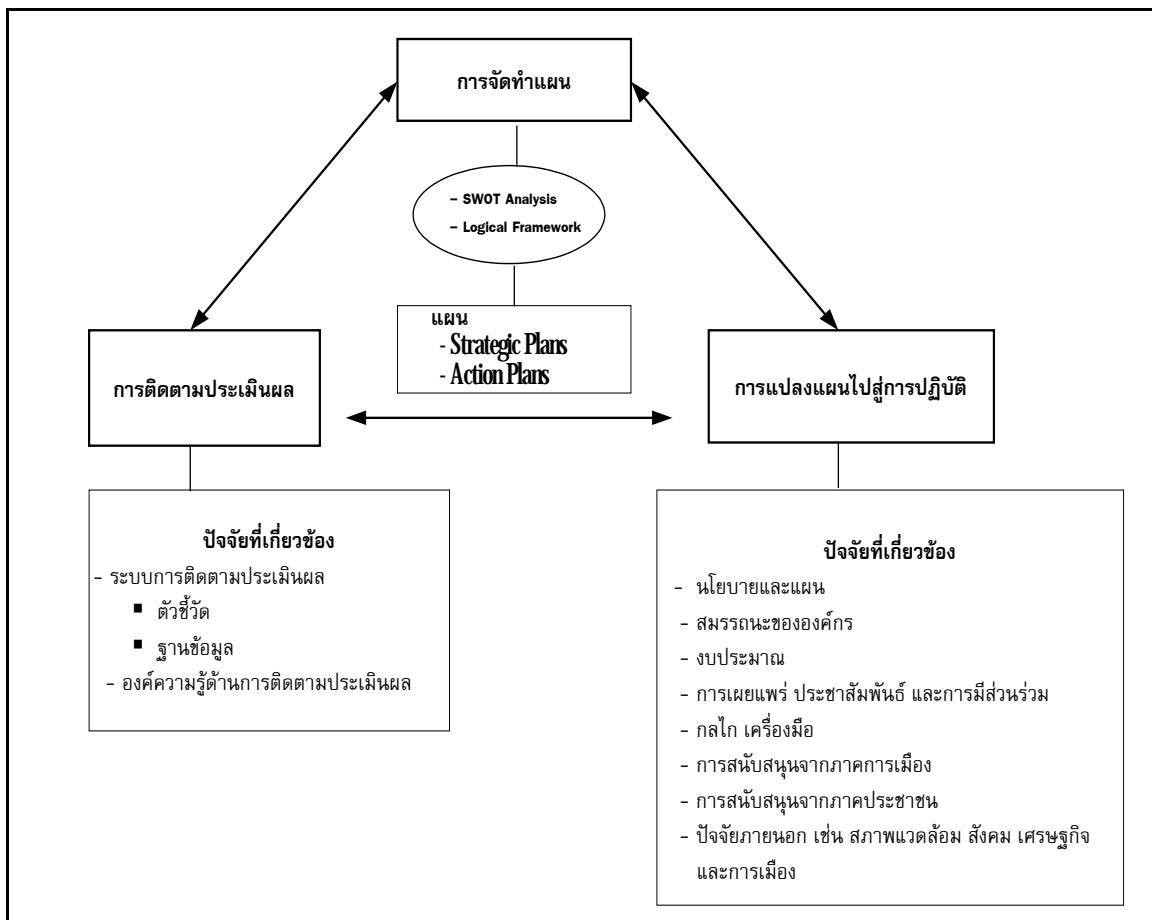 การจัดทำแผน
– SWOT Analysis
– Logical Framework
แผน
- Strategic Plans
- Action Plans
การติดตามประเมินผล
การแปลงแผนไปสู่การปฏิบัติ
ปัจจัยที่เกี่ยวข้อง
– ระบบการติดตามประเมินผล
▪ ตัวชี้วัด
▪ ฐานข้อมูล
– องค์ความรู้ด้านการติดตามประเมินผล
ปัจจัยที่เกี่ยวข้อง
– นโยบายและแผน
– สมรรถนะขององค์กร
– งบประมาณ
– การเผยแพร่ ประชาสัมพันธ์ และการมีส่วนร่วม
– กลไก เครื่องมือ
– การสนับสนุนจากภาคการเมือง
– การสนับสนุนจากภาคประชาชน
– ปัจจัยภายนอก เช่น สภาพแวดล้อม สังคม เศรษฐกิจ
และการเมือง